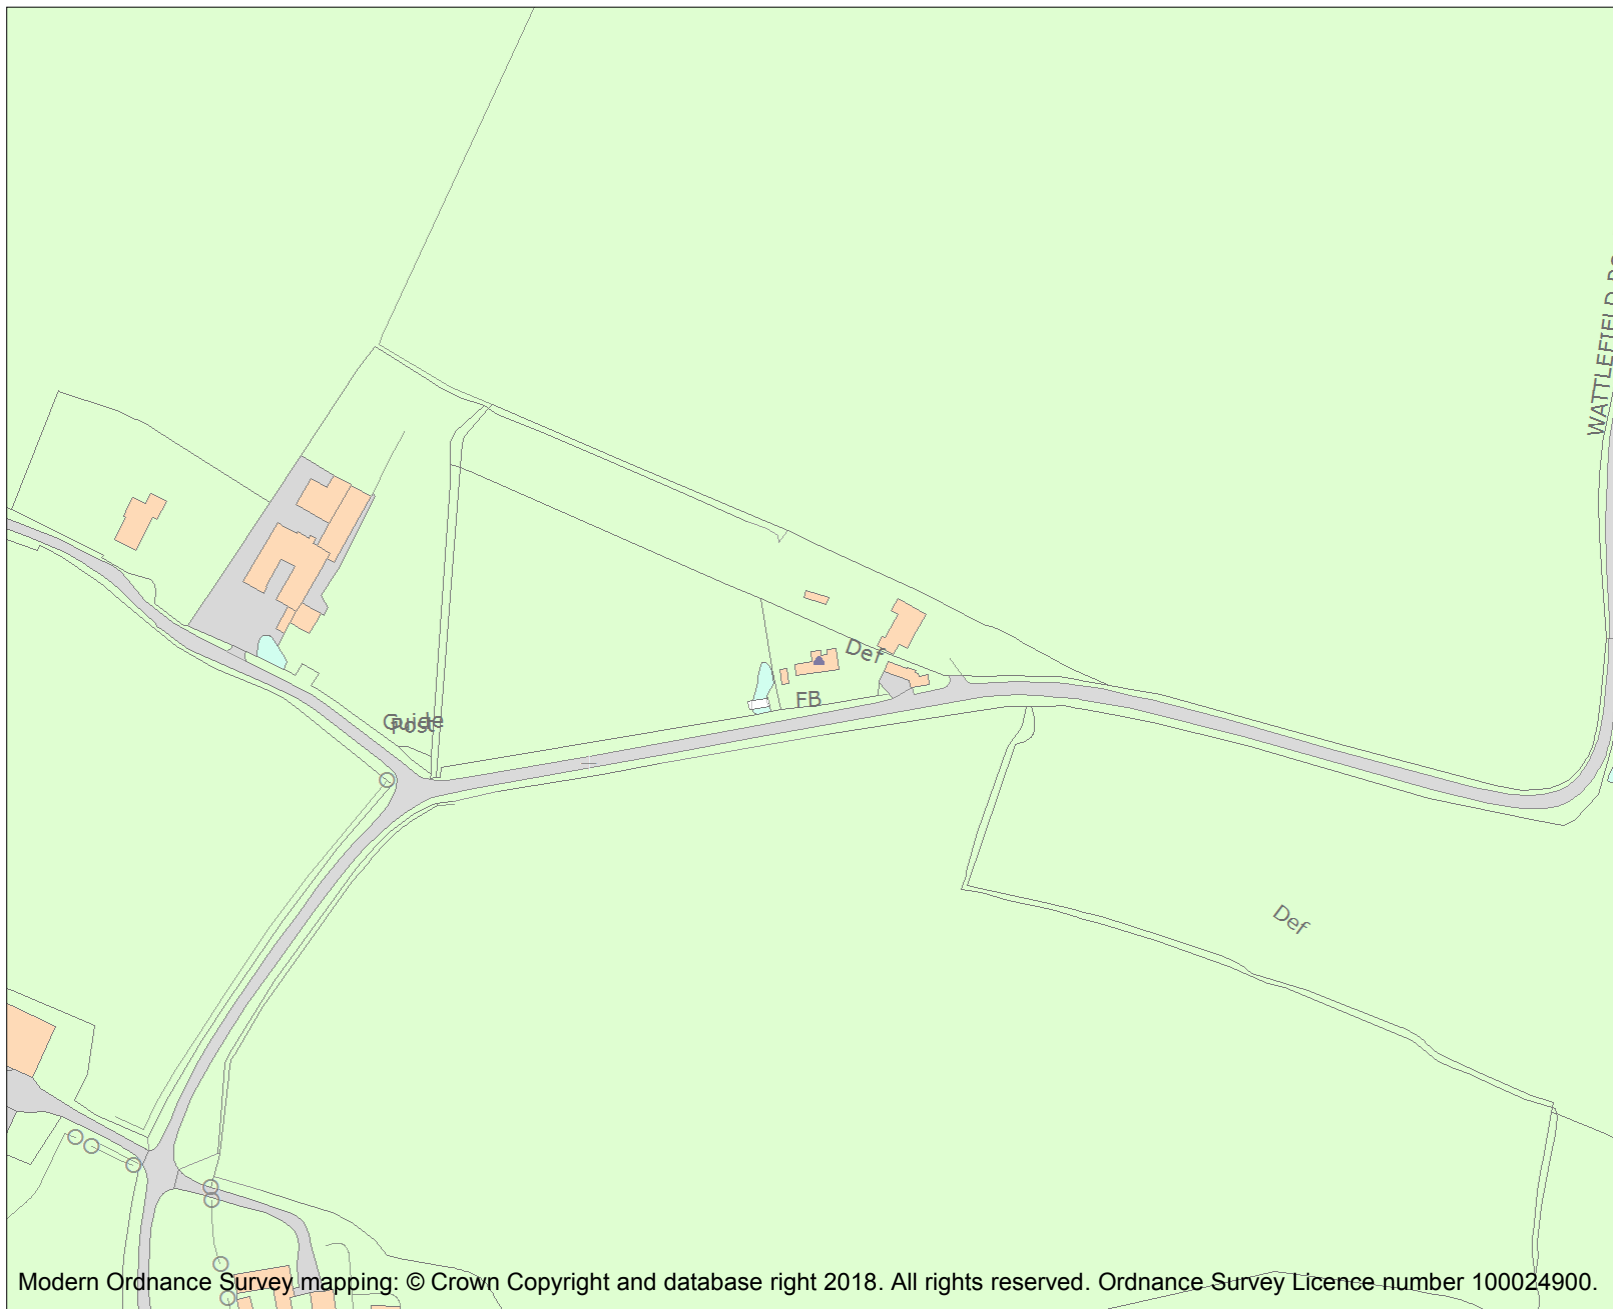 WATTLEFIELD
Def
FB
Guide
Post
Def
Modern Ordnance Survey mapping: © Crown Copyright and database right 2018. All rights reserved. Ordnance Survey Licence number 100024900.